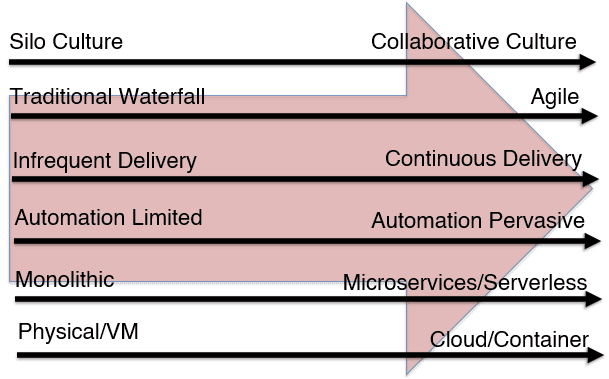 Silo Culture Collaborative Culture
Traditional Waterfall Agile
Infrequent Delivery Continuous Delivery
Automation Limited Automation Pervasive
Monolithic Microservices/Serverless
Physical/VM Cloud/Container